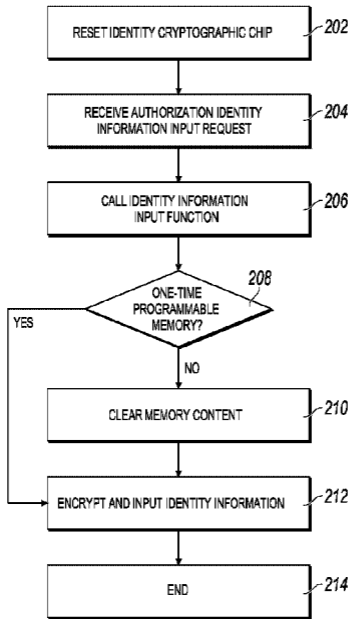 RESET IDENTITY CRYPTOGRAPHIC CHIP
202
RECEIVE AUTHORIZATION IDENTITY
INFORMATION INPUT REQUEST
204
CALL IDENTITY INFORMATION
INPUT FUNCTION
206
ONE-TIME
PROGRAMMABLE
MEMORY?
208
YES
NO
CLEAR MEMORY CONTENT
210
ENCRYPT AND INPUT IDENTITY INFORMATION
212
END
214